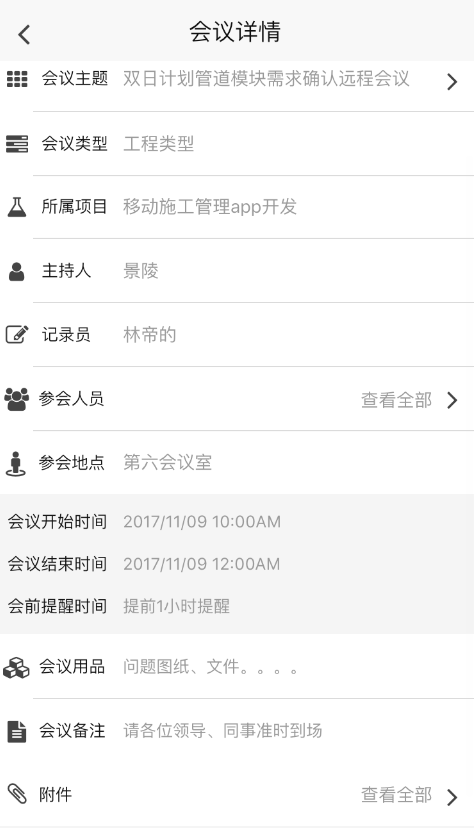 会议详情
会议主题 双日计划管道模块需求确认远程会议
会议类型 工程类型
所属项目 移动施工管理app开发
主持人 景陵
记录员 林帝的
参会人员 查看全部
参会地点 第六会议室
会议开始时间 2017/11/09 10:00AM
会议结束时间 2017/11/09 12:00AM
会前提醒时间 提前1小时提醒
会议用品 问题图纸、文件。。。。
会议备注 请各位领导、同事准时到场
附件 查看全部